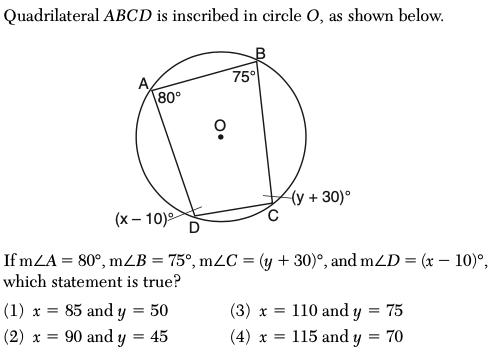 Quadrilateral ABCD is inscribed in circle O, as shown below.
B
A
75°
80°
O
(y + 30)°
(x – 10)°
C
D
If m∠A = 80°, m∠B = 75°, m∠C = (y + 30)°, and m∠D = (x – 10)°,
which statement is true?
(1) x = 85 and y = 50
(3) x = 110 and y = 75
(2) x = 90 and y = 45
(4) x = 115 and y = 70